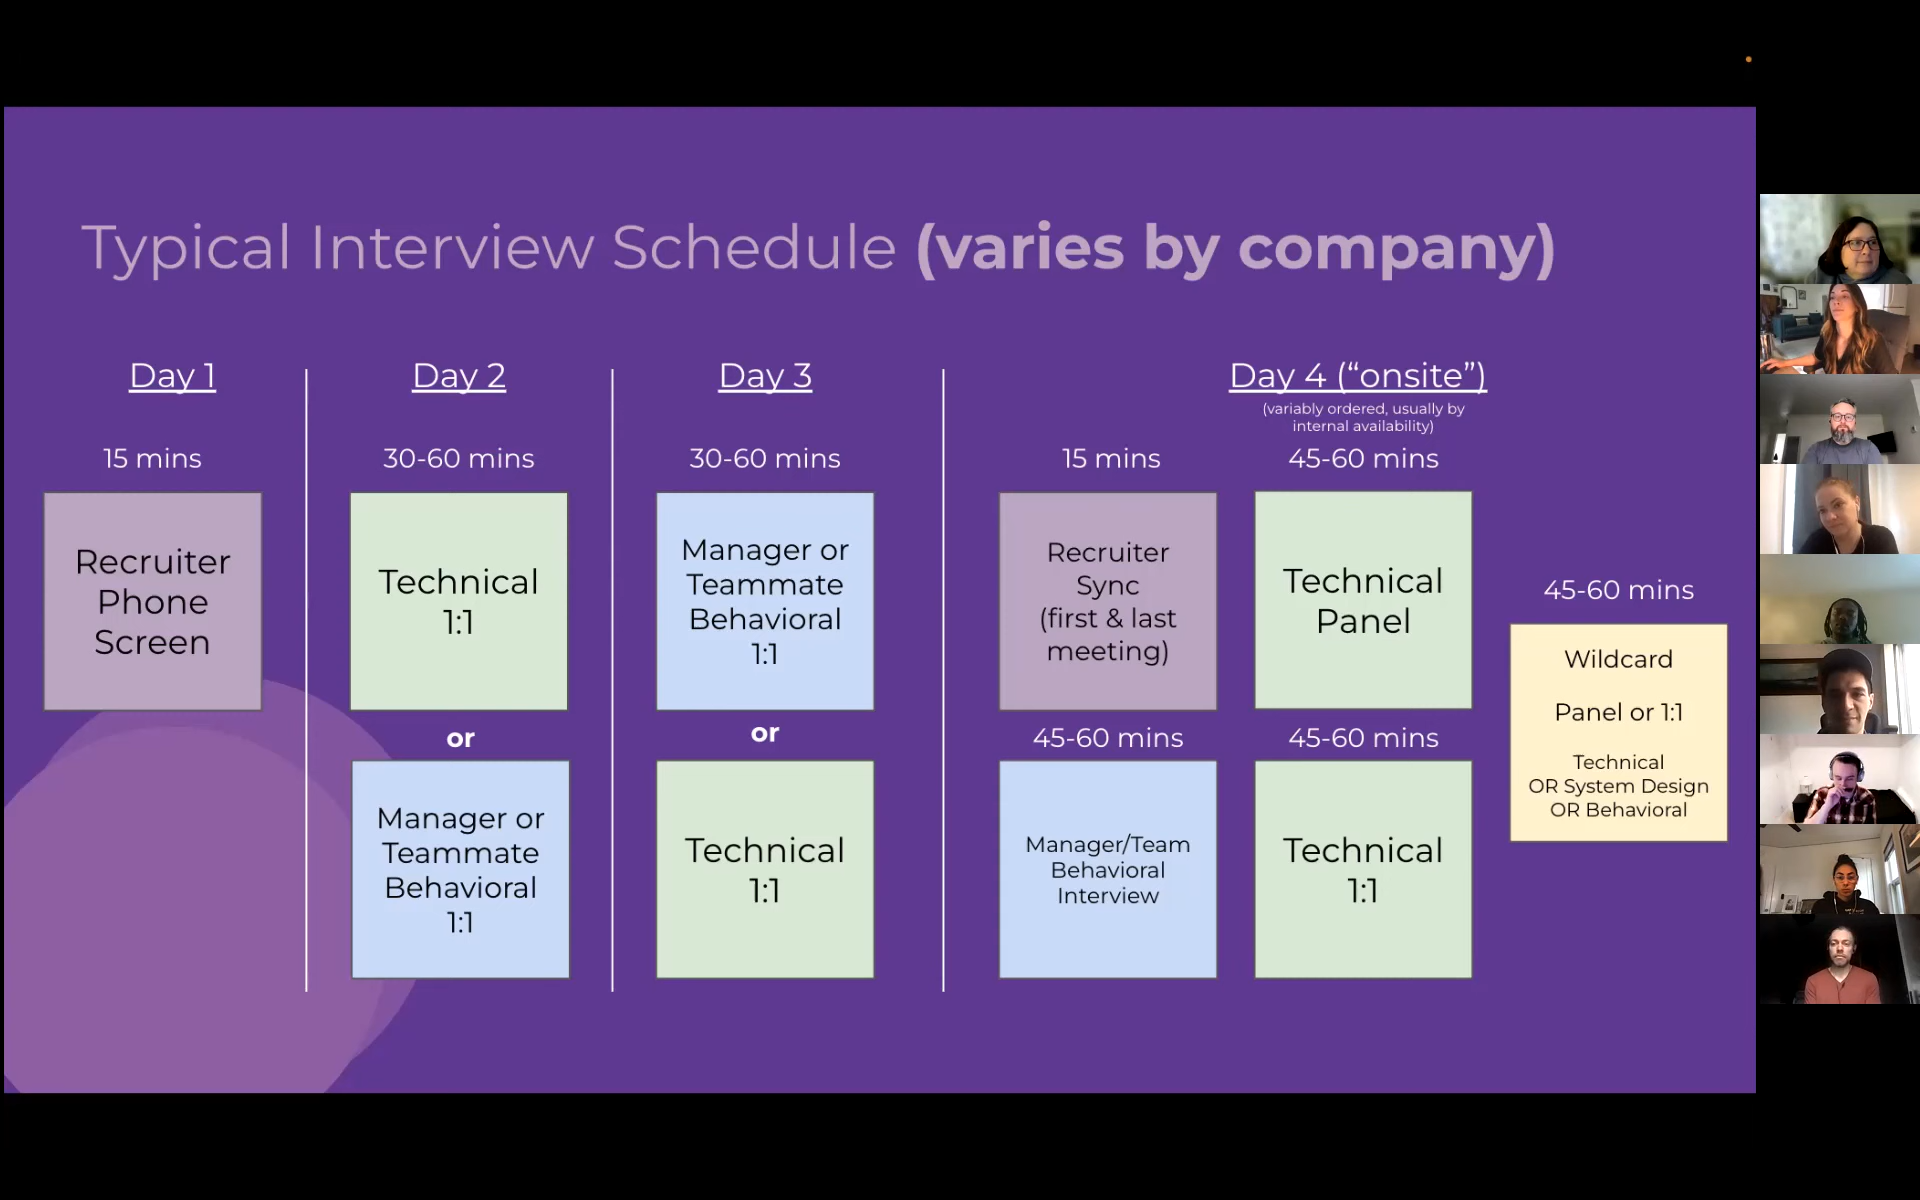 Typical Interview Schedule (varies by company)
Day 1
15 mins
Recruiter
Phone
Screen
Day 2
30-60 mins
Technical
1:1
or
Manager or
Teammate
Behavioral
1:1
Day 3
30-60 mins
Manager or
Teammate
Behavioral
1:1
or
Technical
1:1
Day 4 (“onsite”)
(variably ordered, usually by
internal availability)
15 mins
Recruiter
Sync
(first & last
meeting)
45-60 mins
Technical
Panel
45-60 mins
Manager/Team
Behavioral
Interview
45-60 mins
Technical
1:1
45-60 mins
Wildcard
Panel or 1:1
Technical
OR System Design
OR Behavioral